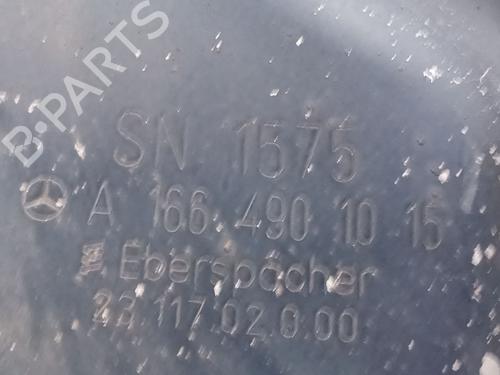 B-PARTS
SN 1575
A 166 490 10 15
Eberspächer
23.117.02.0.00